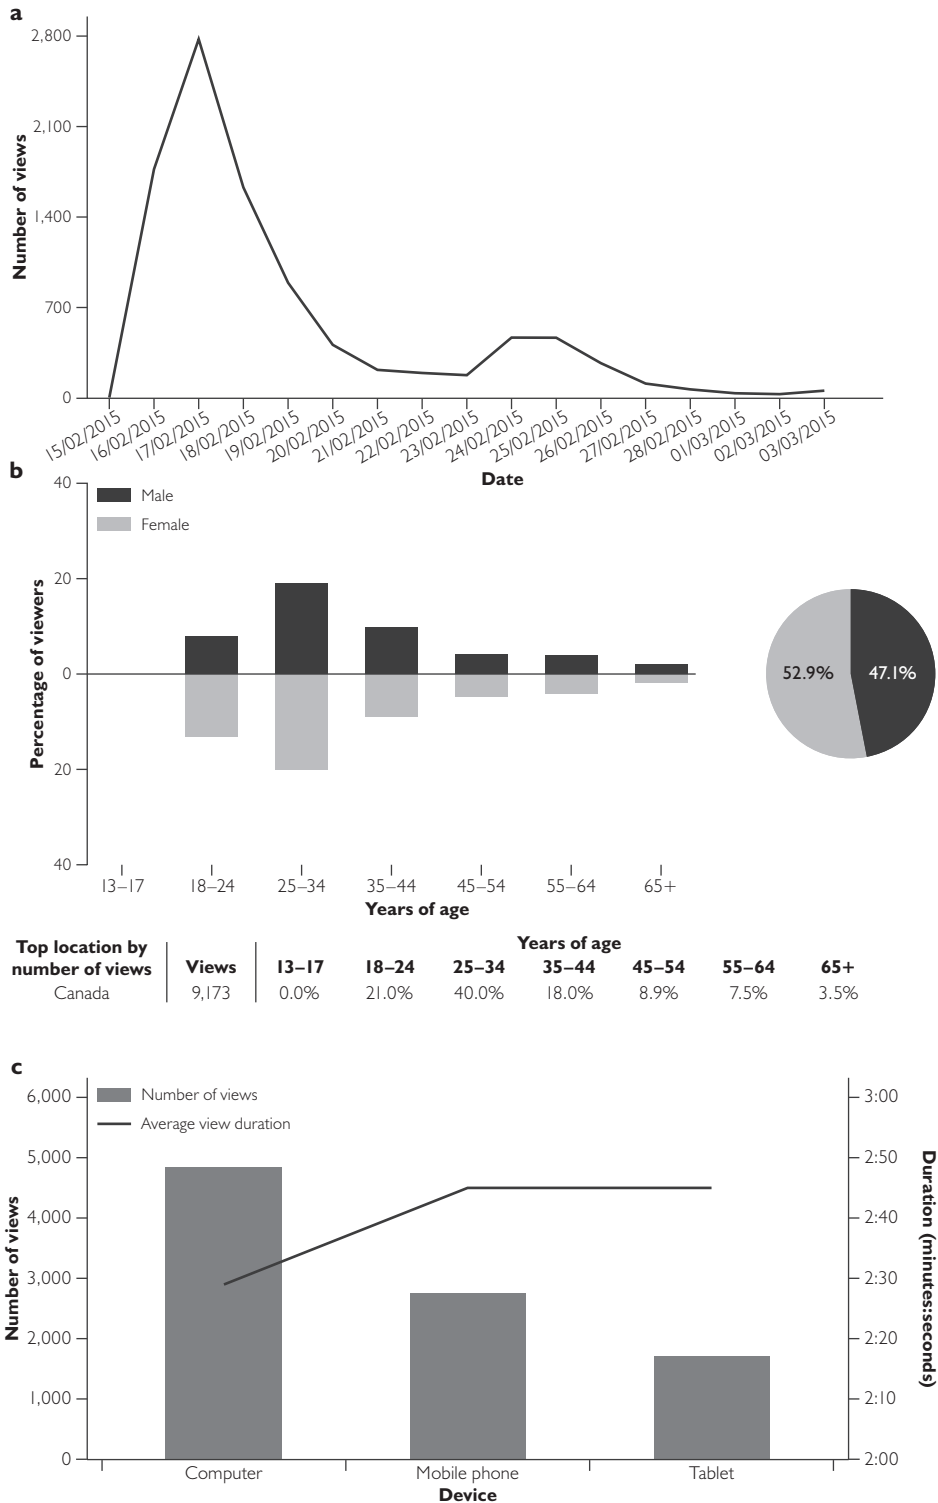 a
2,800
2,100
1,400
700
0
Number of views
15/02/2015
16/02/2015
17/02/2015
18/02/2015
19/02/2015
20/02/2015
21/02/2015
22/02/2015
23/02/2015
24/02/2015
25/02/2015
26/02/2015
27/02/2015
28/02/2015
01/03/2015
02/03/2015
03/03/2015
Date
b
40
20
0
20
40
Percentage of viewers
Male
Female
52.9%
47.1%
13–17 18–24 25–34 35–44 45–54 55–64 65+
Years of age
Top location by
number of views Views
Years of age
13–17 18–24 25–34 35–44 45–54 55–64 65+
Canada 9,173 0.0% 21.0% 40.0% 18.0% 8.9% 7.5% 3.5%
c
6,000
5,000
4,000
3,000
2,000
1,000
0
Number of views
Number of views
Average view duration
3:00
2:50
2:40
2:30
2:20
2:10
2:00
Duration (minutes:seconds)
Computer Mobile phone Tablet
Device